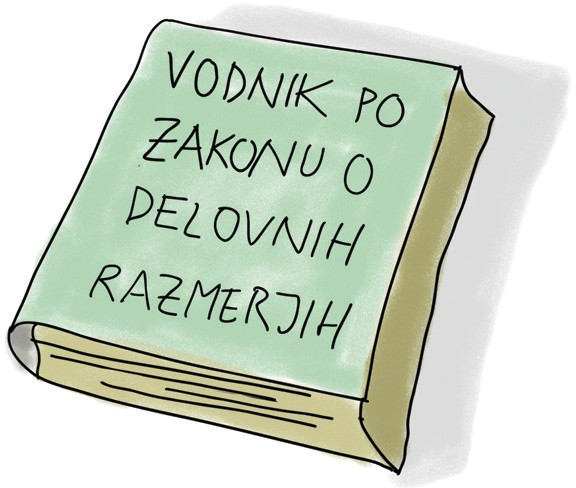 VODNIK PO
ZAKONU O
DELOVNIH
RAZMERJIH